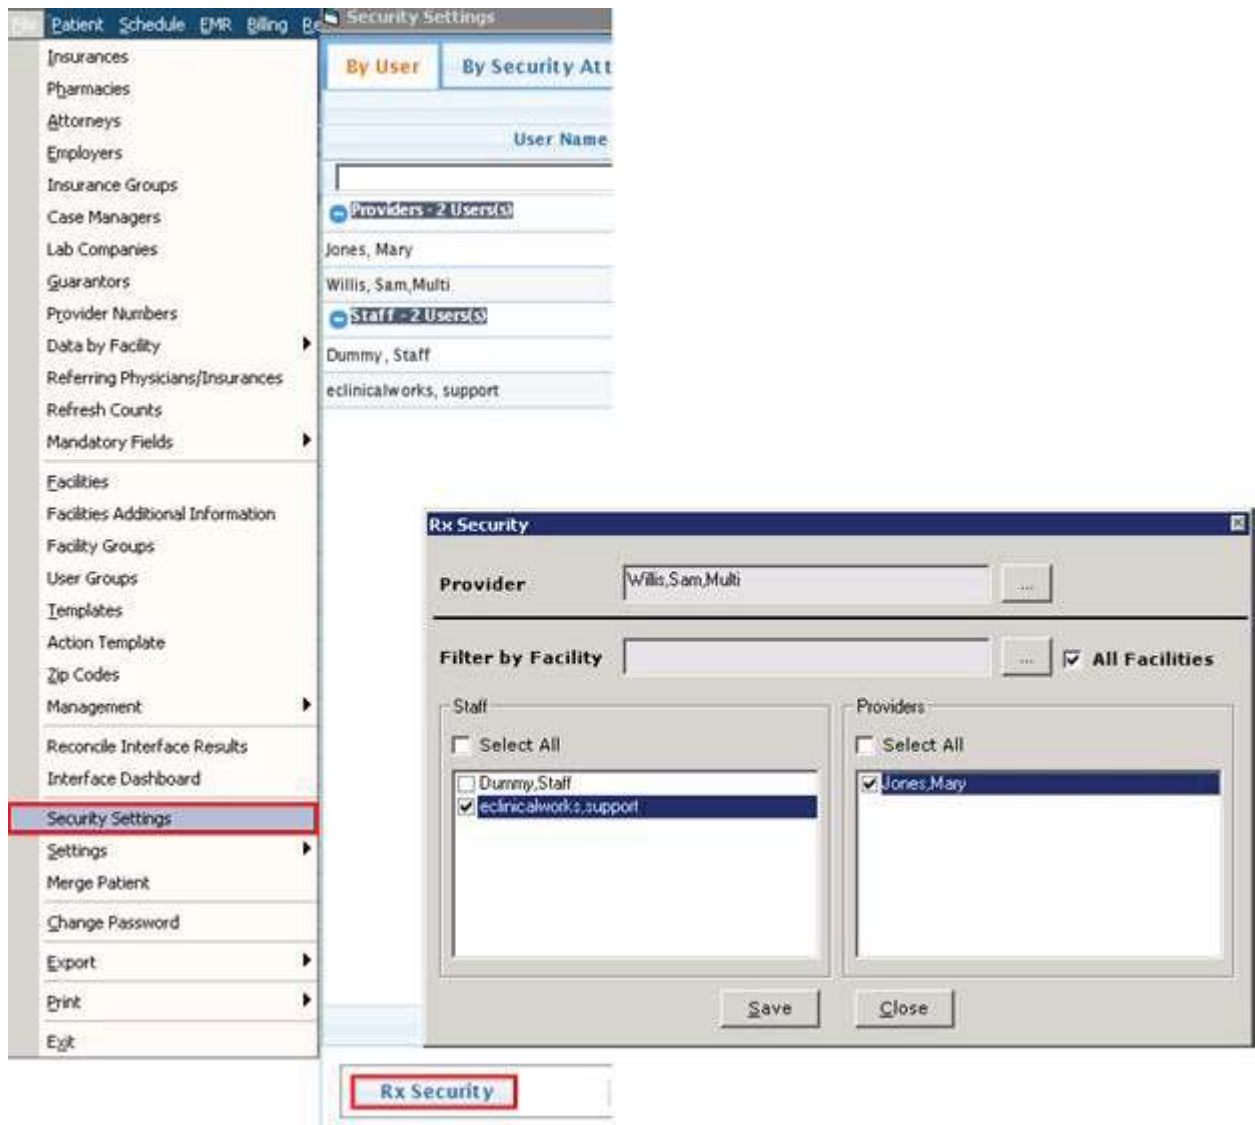 Patient Schedule EMR Billing
Insurances
Pharmacies
Attorneys
Employers
Insurance Groups
Case Managers
Lab Companies
Guarantors
Provider Numbers
Data by Facility
Referring Physicians/Insurances
Refresh Counts
Mandatory Fields
Facilities
Facilities Additional Information
Facility Groups
User Groups
Templates
Action Template
Zip Codes
Management
Reconcile Interface Results
Interface Dashboard
Security Settings
Settings
Merge Patient
Change Password
Export
Print
Exit
Security Settings
By User By Security Att
User Name
Providers - 2 Users(s)
Jones, Mary
Willis, Sam,Multi
Staff - 2 Users(s)
Dummy , Staff
eclinicalworks, support
Rx Security
Rx Security
Provider Willis,Sam,Multi ...
Filter by Facility ... All Facilities
Staff
Select All
Dummy,Staff
eclinicalworks,support
Providers
Select All
Jones,Mary
Save Close